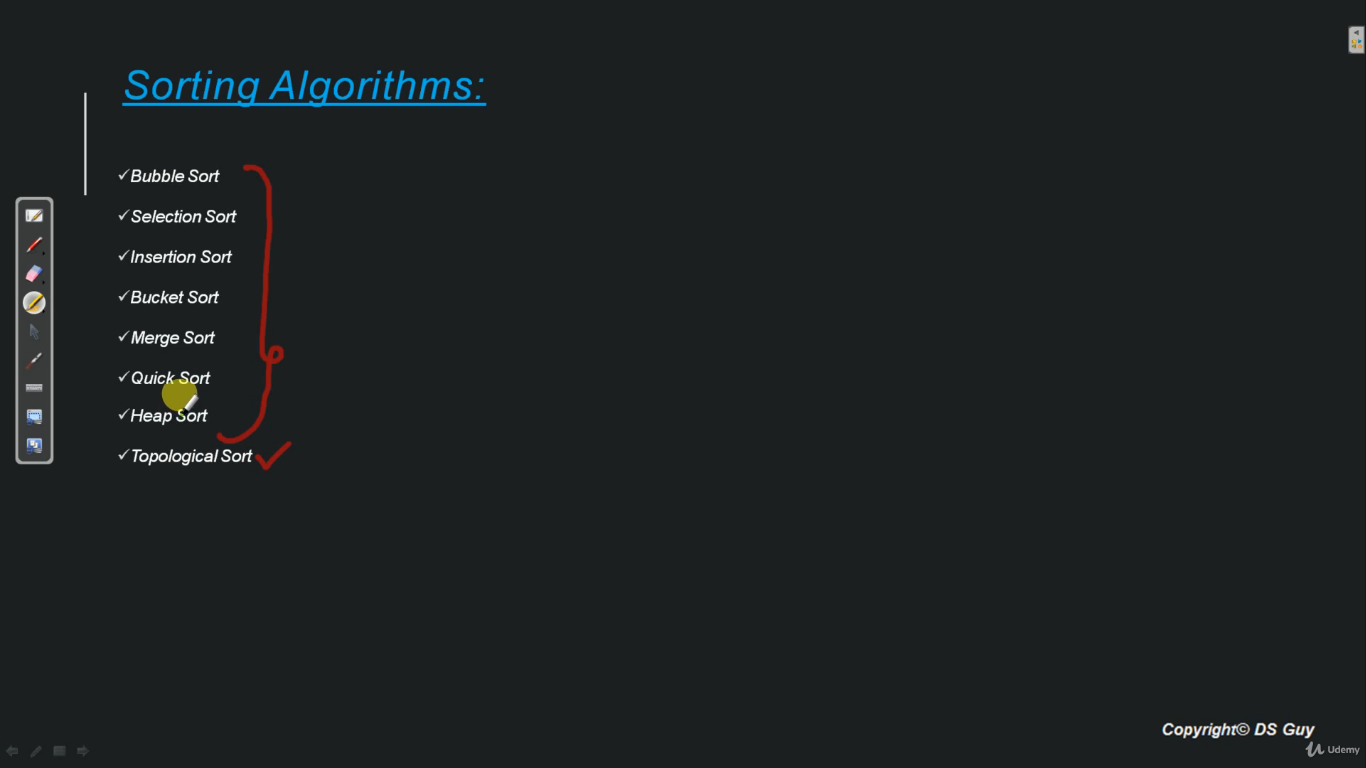 Sorting Algorithms:
✓Bubble Sort
✓Selection Sort
✓Insertion Sort
✓Bucket Sort
✓Merge Sort
✓Quick Sort
✓Heap Sort
✓Topological Sort
Copyright© DS Guy
Udemy